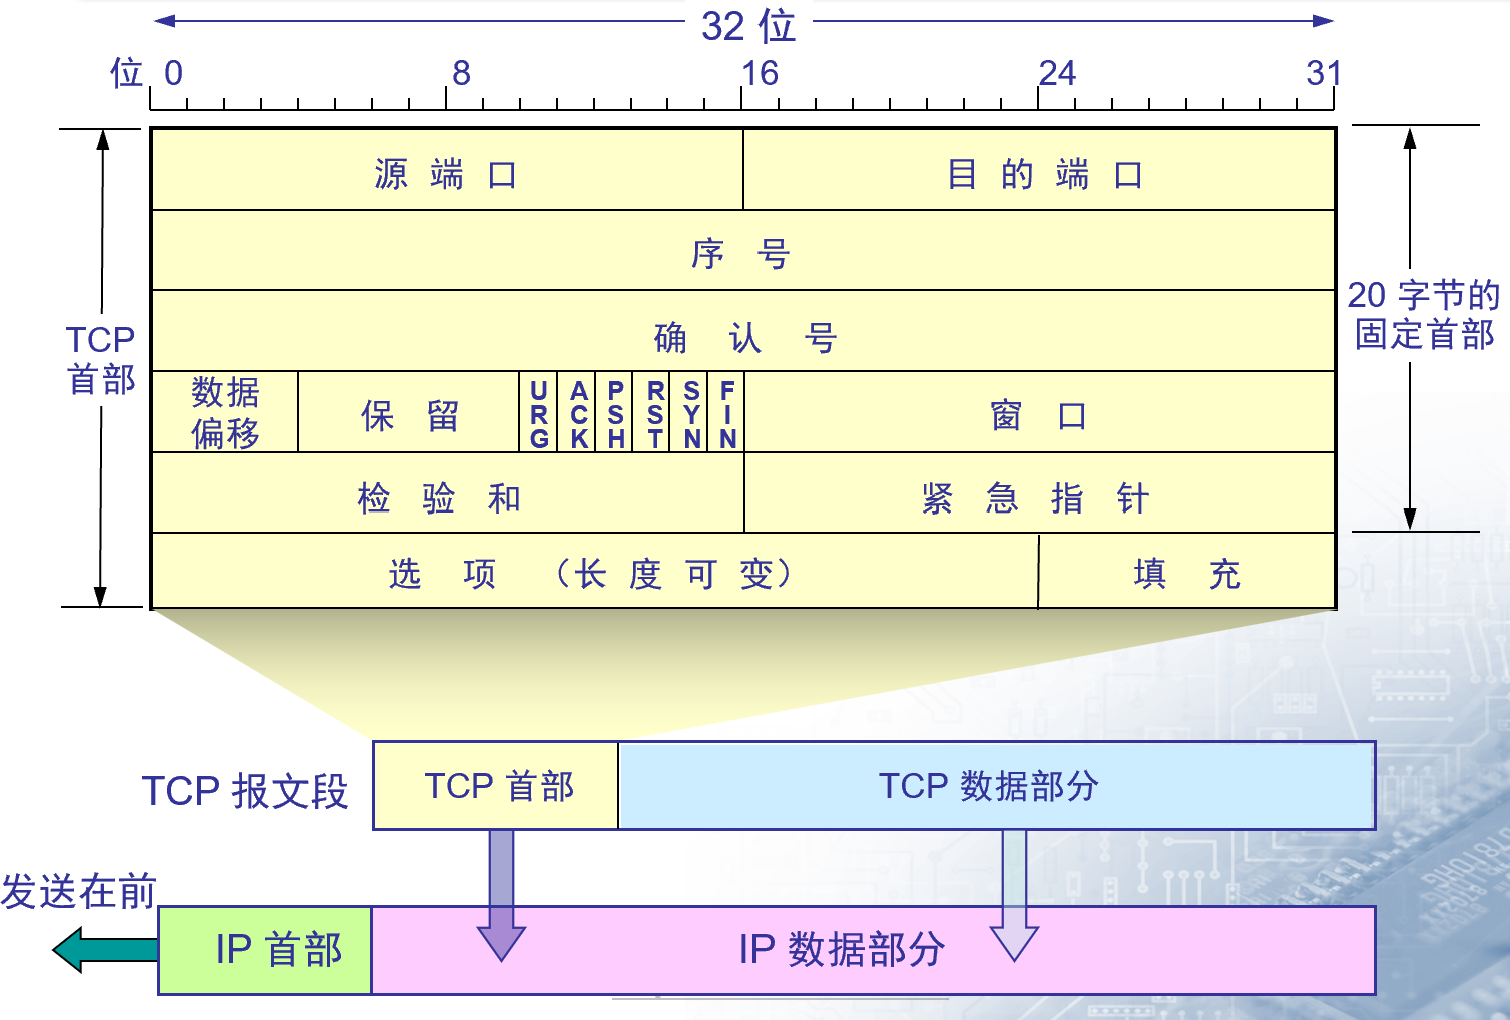 32 位
位 0 8 16 24 31
源 端 口
目 的 端 口
序 号
确 认 号
TCP
首部
20 字节的
固定首部
数据
偏移
保 留
URG
ACK
PSH
RST
SYN
FIN
窗 口
检 验 和
紧 急 指 针
选 项 （长 度 可 变）
填 充
TCP 报文段
TCP 首部
TCP 数据部分
发送在前
IP 首部
IP 数据部分